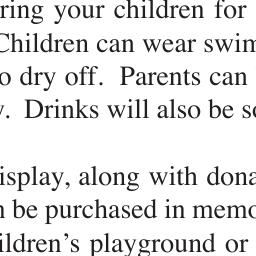 ring your children for
Children can wear swim
o dry off. Parents can
. Drinks will also be s
isplay, along with dona
n be purchased in memo
ildren's playground or